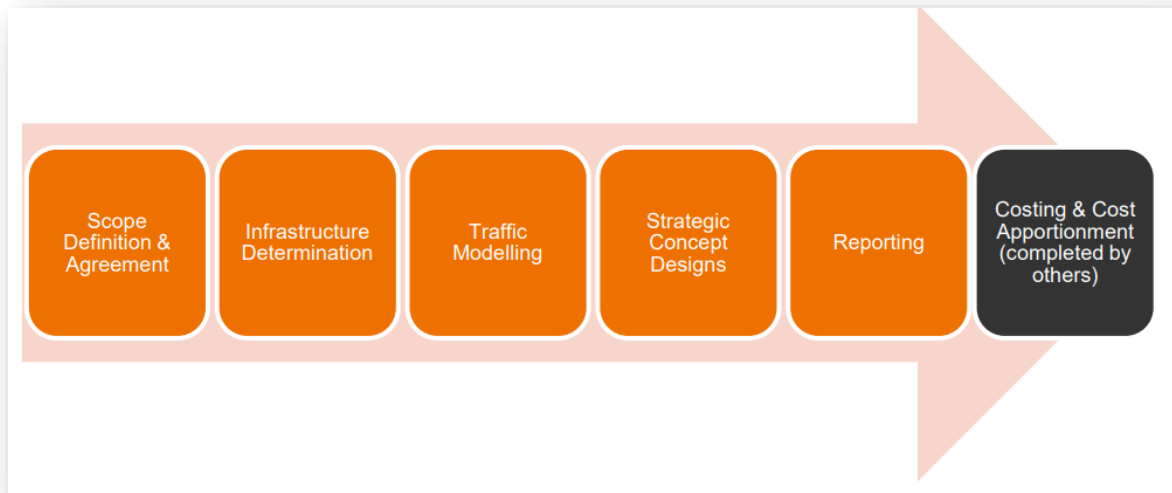 Scope
Definition &
Agreement
Infrastructure
Determination
Traffic
Modelling
Strategic
Concept
Designs
Reporting
Costing & Cost
Apportionment
(completed by
others)